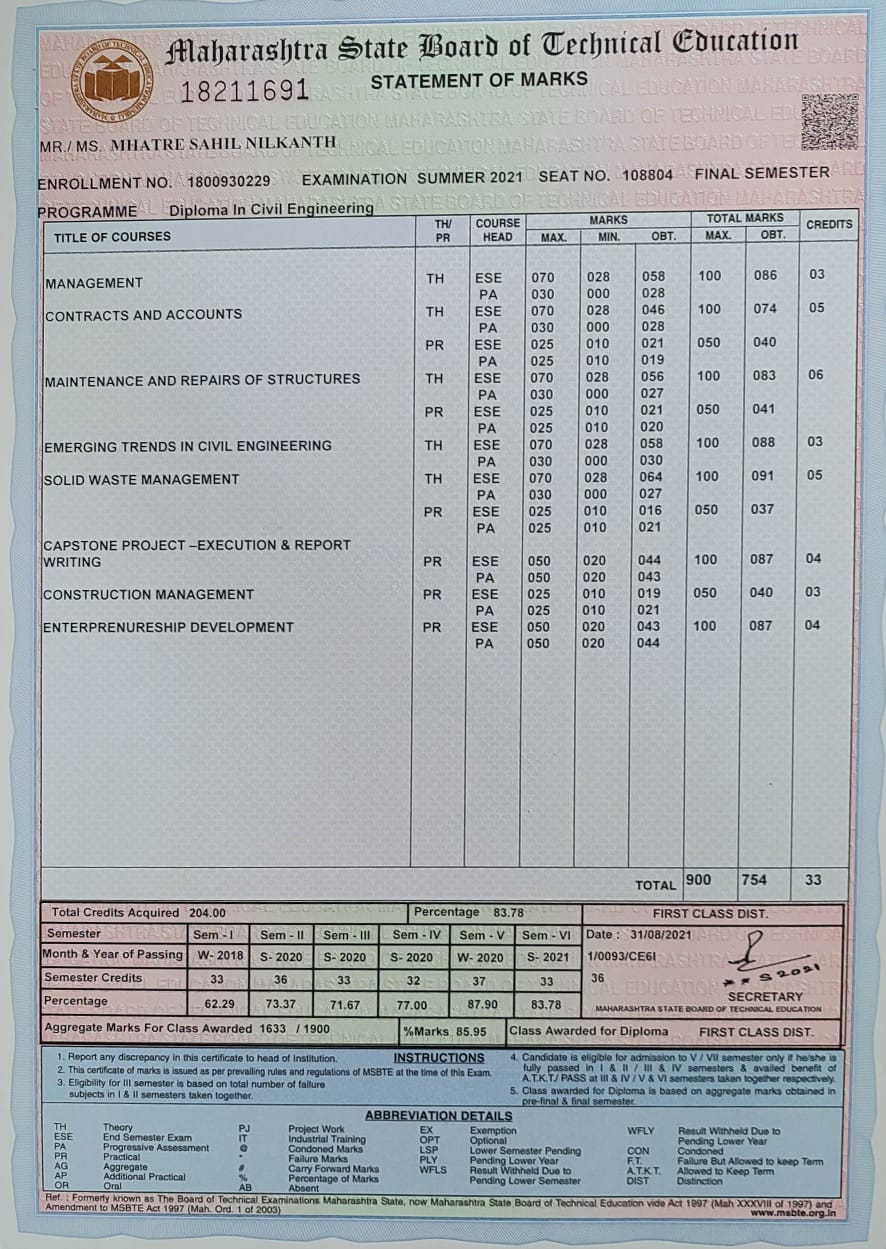 Maharashtra State Board of Technical Education
18211691 STATEMENT OF MARKS
MR./ MS. MHATRE SAHIL NILKANTH
ENROLLMENT NO. 1800930229 EXAMINATION SUMMER 2021 SEAT NO. 108804 FINAL SEMESTER
PROGRAMME Diploma In Civil Engineering
TITLE OF COURSES TH/ PR COURSE HEAD MARKS MAX. MIN. OBT. TOTAL MARKS MAX. OBT. CREDITS
MANAGEMENT TH ESE 070 028 058 100 086 03
PA 030 000 028
CONTRACTS AND ACCOUNTS TH ESE 070 028 046 100 074 05
PA 030 000 028
PR ESE 025 010 021 050 040
PA 025 010 019
MAINTENANCE AND REPAIRS OF STRUCTURES TH ESE 070 028 056 100 083 06
PA 030 000 027
PR ESE 025 010 021 050 041
PA 025 010 020
EMERGING TRENDS IN CIVIL ENGINEERING TH ESE 070 028 058 100 088 03
PA 030 000 030
SOLID WASTE MANAGEMENT TH ESE 070 028 064 100 091 05
PA 030 000 027
PR ESE 025 010 016 050 037
PA 025 010 021
CAPSTONE PROJECT –EXECUTION & REPORT
WRITING PR ESE 050 020 044 100 087 04
PA 050 020 043
CONSTRUCTION MANAGEMENT PR ESE 025 010 019 050 040 03
PA 025 010 021
ENTERPRENURESHIP DEVELOPMENT PR ESE 050 020 043 100 087 04
PA 050 020 044
TOTAL 900 754 33
Total Credits Acquired 204.00 Percentage 83.78 FIRST CLASS DIST.
Semester Sem - I Sem - II Sem - III Sem - IV Sem - V Sem - VI Date : 31/08/2021
Month & Year of Passing W- 2018 S- 2020 S- 2020 S- 2020 W- 2020 S- 2021 1/0093/CE6I
Semester Credits 33 36 33 32 37 33 36
S2021
Percentage 62.29 73.37 71.67 77.00 87.90 83.78 SECRETARY
MAHARASHTRA STATE BOARD OF TECHNICAL EDUCATION
Aggregate Marks For Class Awarded 1633 / 1900 %Marks 85.95 Class Awarded for Diploma FIRST CLASS DIST.
INSTRUCTIONS
1. Report any discrepancy in this certificate to head of Institution.
2. This certificate of marks is issued as per prevailing rules and regulations of MSBTE at the time of this Exam.
3. Eligibility for III semester is based on total number of failure
subjects in I & II semesters taken together.
4. Candidate is eligible for admission to V / VII semester only if he/she is
fully passed in I & II / III & IV semesters & availed benefit of
A.T.K.T./ PASS at III & IV / V & VI semesters taken together respectively.
5. Class awarded for Diploma is based on aggregate marks obtained in
pre-final & final semester.
ABBREVIATION DETAILS
TH Theory
ESE End Semester Exam
PA Progressive Assessment
PR Practical
AG Aggregate
AP Additional Practical
OR Oral
PJ Project Work
IT Industrial Training
@ Condoned Marks
* Failure Marks
# Carry Forward Marks
% Percentage of Marks
AB Absent
EX Exemption
OPT Optional
LSP Lower Semester Pending
PLY Pending Lower Year
WFLS Result Withheld Due to
Pending Lower Semester
WFLY Result Withheld Due to
Pending Lower Year
CON Condoned
F.T. Failure But Allowed to keep Term
A.T.K.T. Allowed to Keep Term
DIST Distinction
Ref. : Formerly known as The Board of Technical Examinations Maharashtra State, now Maharashtra State Board of Technical Education vide Act 1997 (Mah XXXVIII of 1997) and
Amendment to MSBTE Act 1997 (Mah. Ord. 1 of 2003) www.msbte.org.in